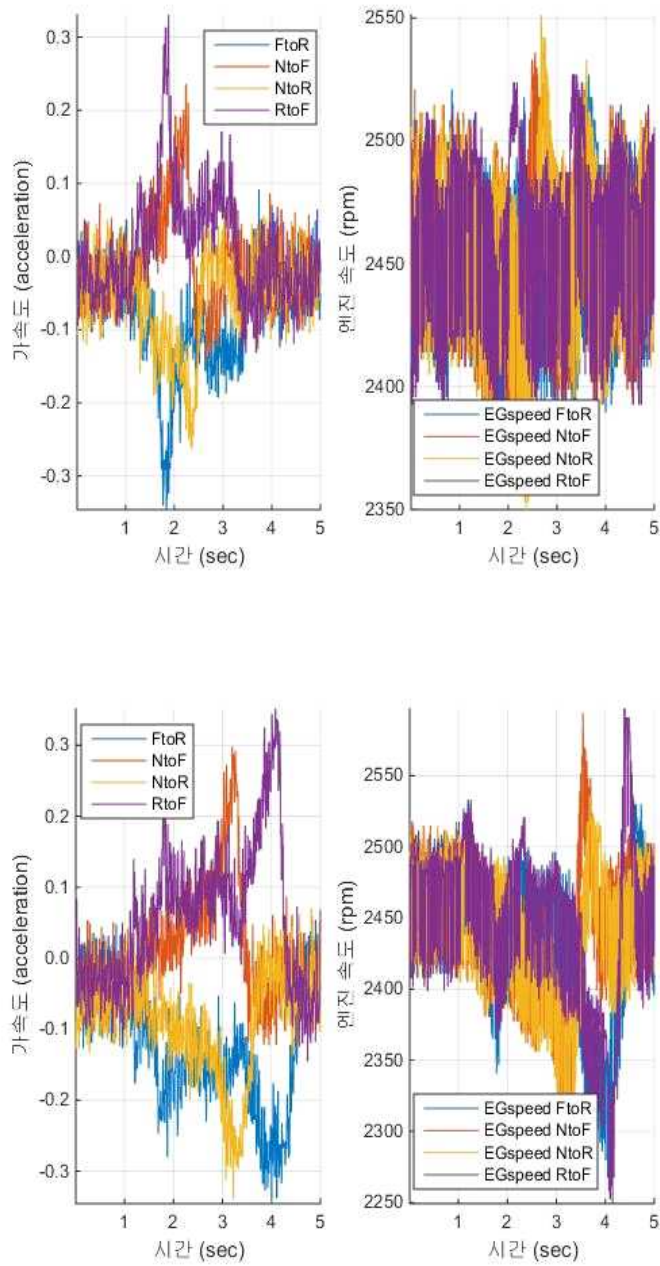 0.3
0.2
0.1
0.0
-0.1
-0.2
-0.3
가속도 (acceleration)
FtoR
NtoF
NtoR
RtoF
1 2 3 4 5
시간 (sec)
2550
2500
2450
2400
2350
엔진 속도 (rpm)
EGspeed FtoR
EGspeed NtoF
EGspeed NtoR
EGspeed RtoF
1 2 3 4 5
시간 (sec)
0.3
0.2
0.1
0.0
-0.1
-0.2
-0.3
가속도 (acceleration)
FtoR
NtoF
NtoR
RtoF
1 2 3 4 5
시간 (sec)
2550
2500
2450
2400
2350
2300
2250
엔진 속도 (rpm)
EGspeed FtoR
EGspeed NtoF
EGspeed NtoR
EGspeed RtoF
1 2 3 4 5
시간 (sec)